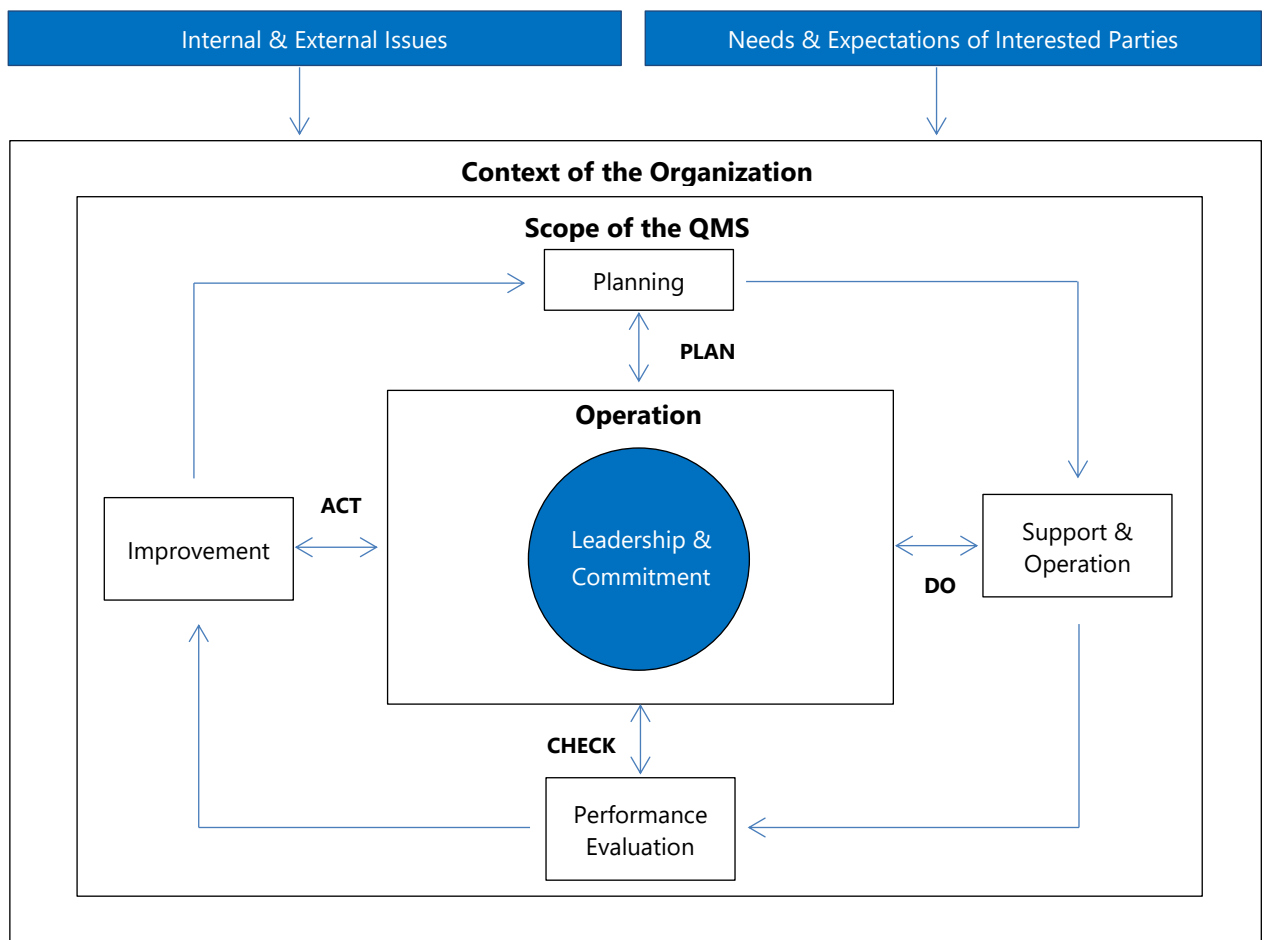 Internal & External Issues
Needs & Expectations of Interested Parties
Context of the Organization
Scope of the QMS
Planning
PLAN
Operation
ACT
Improvement
Leadership &
Commitment
Support &
Operation
DO
CHECK
Performance
Evaluation